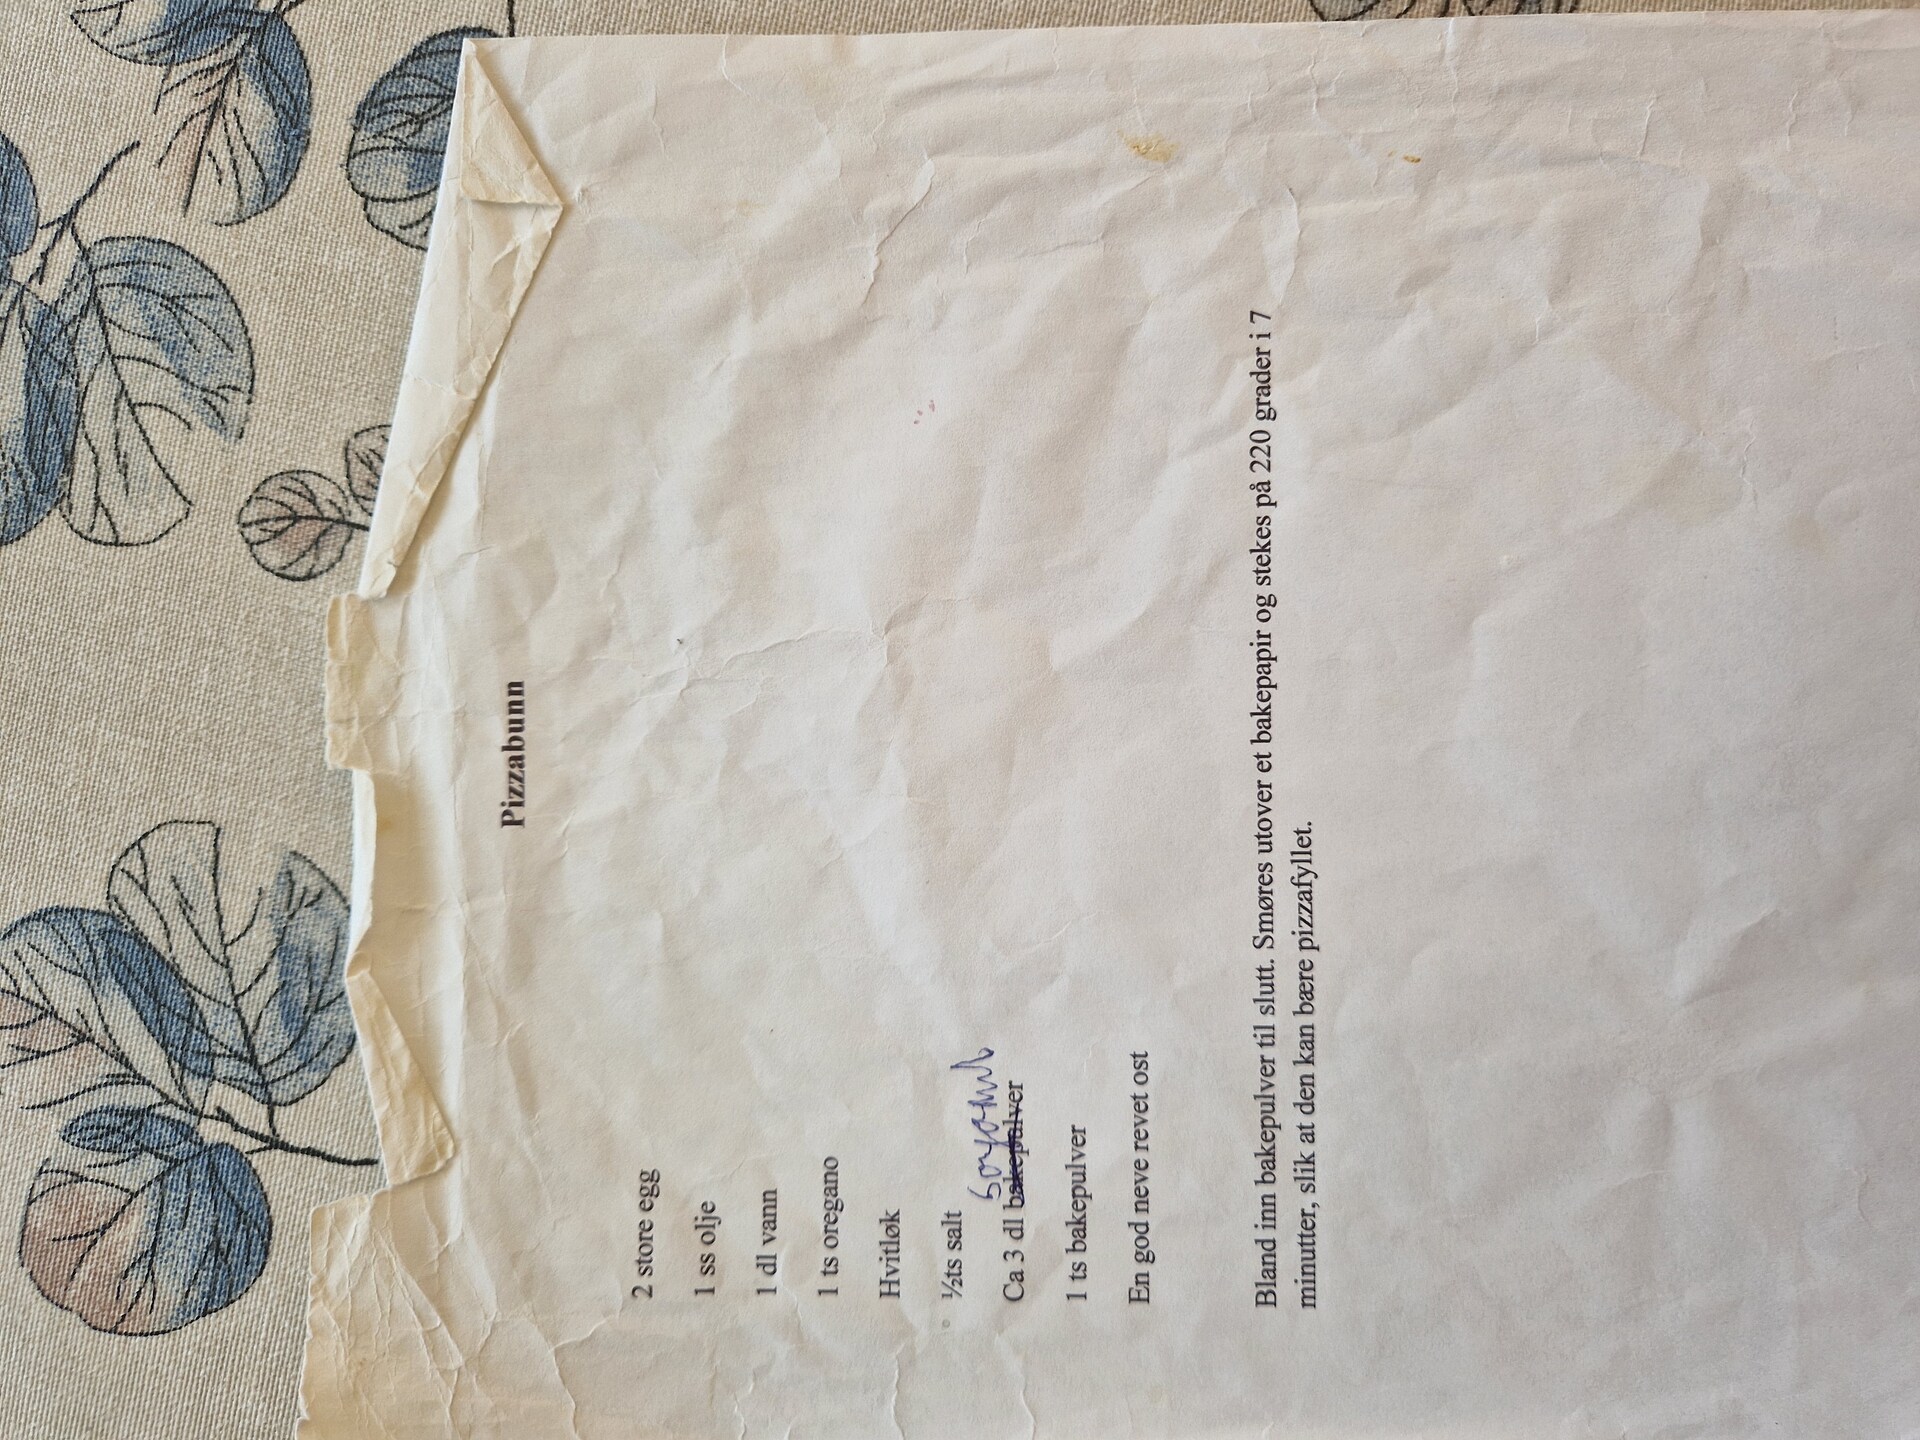 Pizzabunn
2 store egg
1 ss olje
1 dl vann
1 ts oregano
Hvitløk
½ts salt
soyamel
Ca 3 dl bakepulver
1 ts bakepulver
En god neve revet ost
Bland inn bakepulver til slutt. Smøres utover et bakepapir og stekes på 220 grader i 7
minutter, slik at den kan bære pizzafyllet.